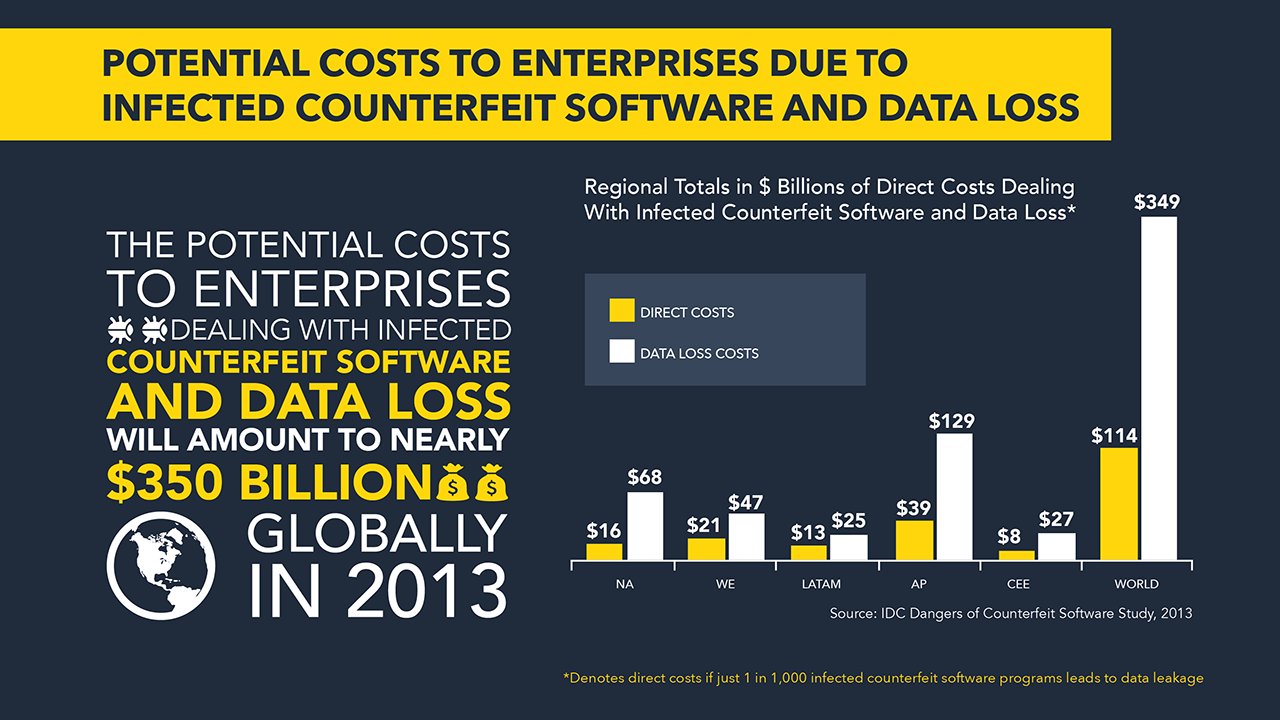 POTENTIAL COSTS TO ENTERPRISES DUE TO
INFECTED COUNTERFEIT SOFTWARE AND DATA LOSS
THE POTENTIAL COSTS
TO ENTERPRISES
DEALING WITH INFECTED
COUNTERFEIT SOFTWARE
AND DATA LOSS
WILL AMOUNT TO NEARLY
$350 BILLION
$ $
GLOBALLY
IN 2013
Regional Totals in $ Billions of Direct Costs Dealing
With Infected Counterfeit Software and Data Loss*
DIRECT COSTS
DATA LOSS COSTS
$16 $68
$21 $47
$13 $25
$39 $129
$8 $27
$114 $349
NA WE LATAM AP CEE WORLD
Source: IDC Dangers of Counterfeit Software Study, 2013
*Denotes direct costs if just 1 in 1,000 infected counterfeit software programs leads to data leakage